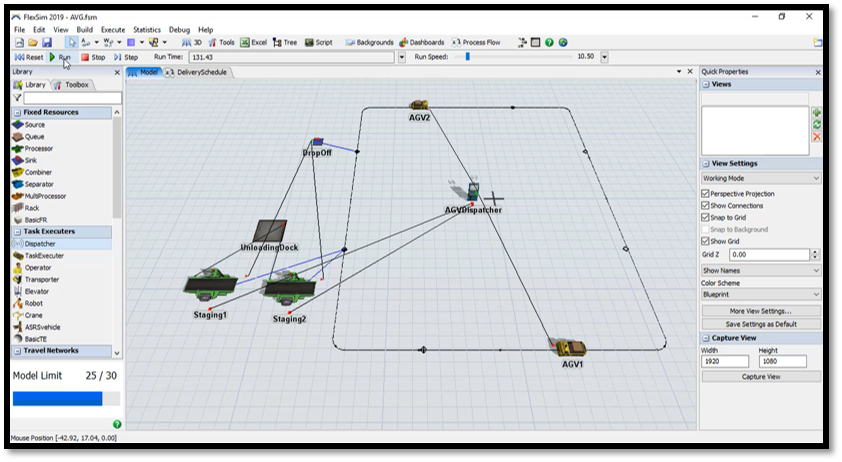 FlexSim 2019 - AVG.fsm
File Edit View Build Execute Statistics Debug Help
3D Tools Excel Tree Script Backgrounds Dashboards Process Flow
Reset Run Stop Step Run Time: 131.43 Run Speed: 10.50
Library
Library Toolbox
Fixed Resources
Source
Queue
Processor
Sink
Combiner
Separator
MultiProcessor
Rack
BasicFR
Task Executers
Dispatcher
TaskExecuter
Operator
Transporter
Elevator
Robot
Crane
ASRSvehicle
BasicTE
Travel Networks
Model Limit 25 / 30
Mouse Position [-42.92, 17.04, 0.00]
Model DeliverySchedule
AGV2
DropOff
AGVDispatcher
UnloadingDock
Staging1
Staging2
AGV1
Quick Properties
Views
View Settings
Working Mode
Perspective Projection
Show Connections
Snap to Grid
Snap to Background
Show Grid
Grid Z 0.00
Show Names
Color Scheme
Blueprint
More View Settings...
Save Settings as Default
Capture View
Width Height
1920 1080
Capture View